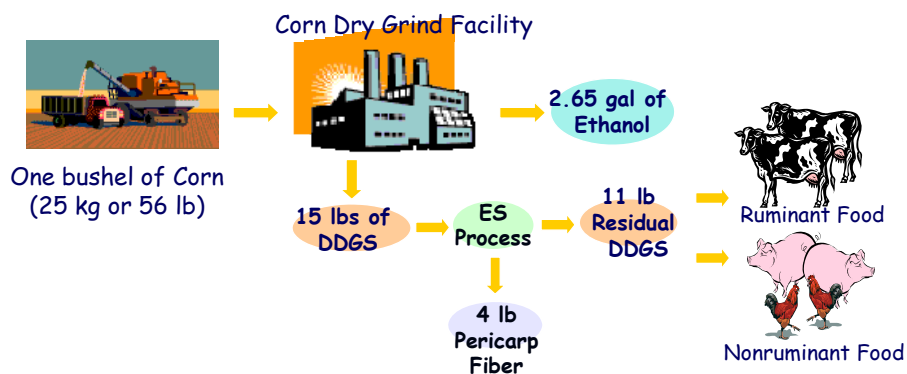 Corn Dry Grind Facility
One bushel of Corn
(25 kg or 56 lb)
2.65 gal of
Ethanol
15 lbs of
DDGS
ES
Process
11 lb
Residual
DDGS
4 lb
Pericarp
Fiber
Ruminant Food
Nonruminant Food